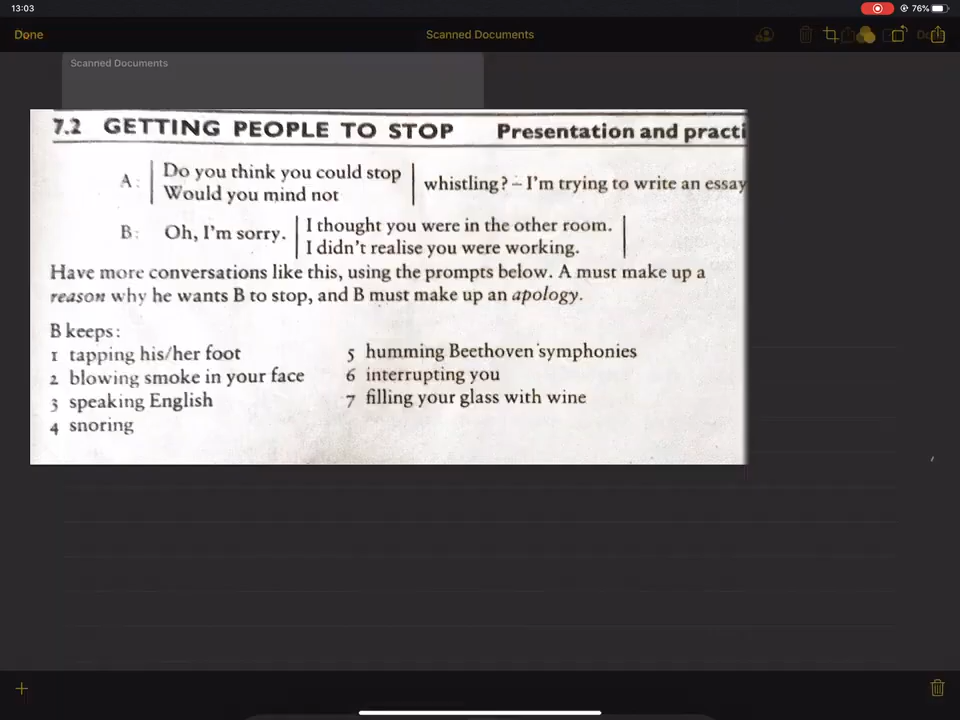 13:03
76%
Done
Scanned Documents
Scanned Documents
7.2 GETTING PEOPLE TO STOP Presentation and practi
A: Do you think you could stop
Would you mind not
whistling? – I'm trying to write an essay
B: Oh, I'm sorry. I thought you were in the other room.
I didn't realise you were working.
Have more conversations like this, using the prompts below. A must make up a
reason why he wants B to stop, and B must make up an apology.
B keeps:
1 tapping his/her foot
2 blowing smoke in your face
3 speaking English
4 snoring
5 humming Beethoven symphonies
6 interrupting you
7 filling your glass with wine